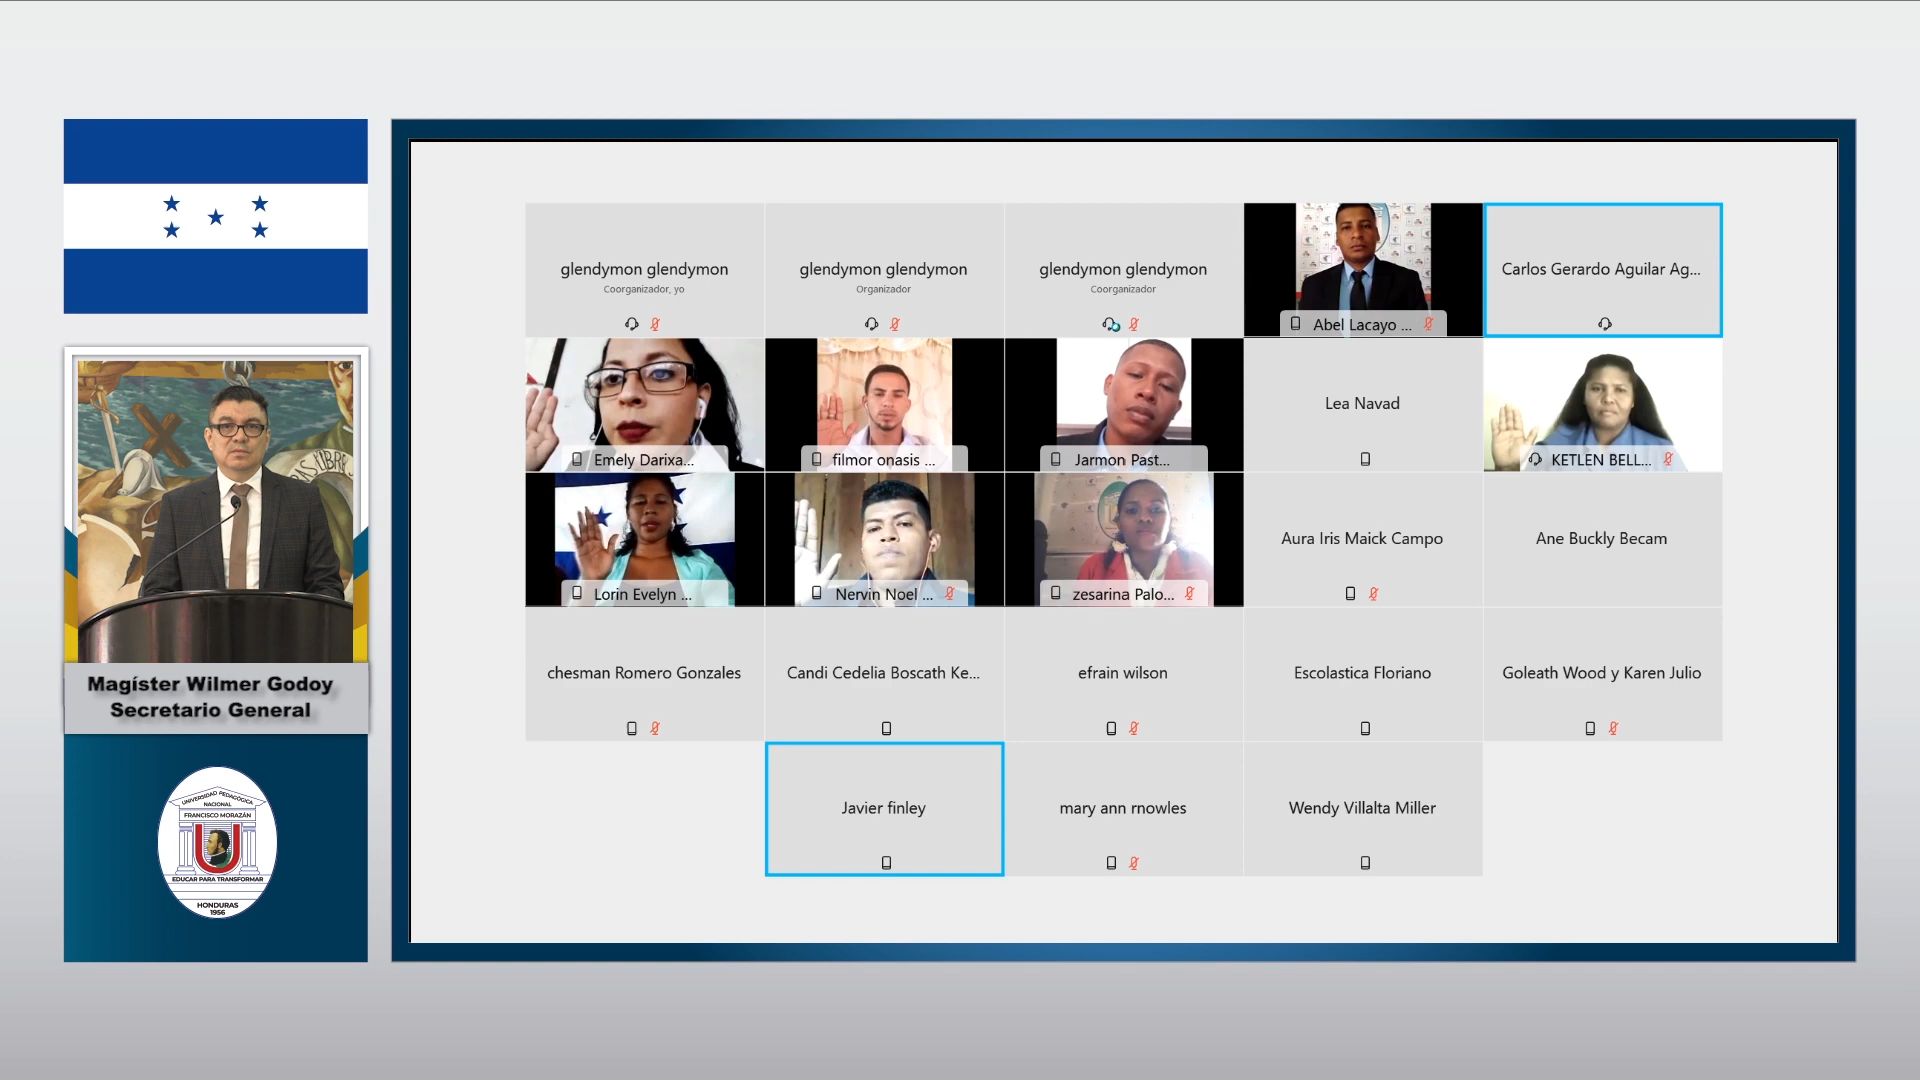 glendymon glendymon
Coorganizador, yo
glendymon glendymon
Organizador
glendymon glendymon
Coorganizador
Abel Lacayo ...
Carlos Gerardo Aguilar Ag...
Emely Darixa...
filmor onasis ...
Jarmon Past...
Lea Navad
KETLEN BELL...
Lorin Evelyn ...
Nervin Noel ...
zesarina Palo...
Aura Iris Maick Campo
Ane Buckly Becam
chesman Romero Gonzales
Candi Cedelia Boscath Ke...
efrain wilson
Escolastica Floriano
Goleath Wood y Karen Julio
Javier finley
mary ann rnowles
Wendy Villalta Miller
Magíster Wilmer Godoy
Secretario General
UNIVERSIDAD PEDAGÓGICA
NACIONAL
FRANCISCO MORAZÁN
EDUCAR PARA TRANSFORMAR
HONDURAS
1956